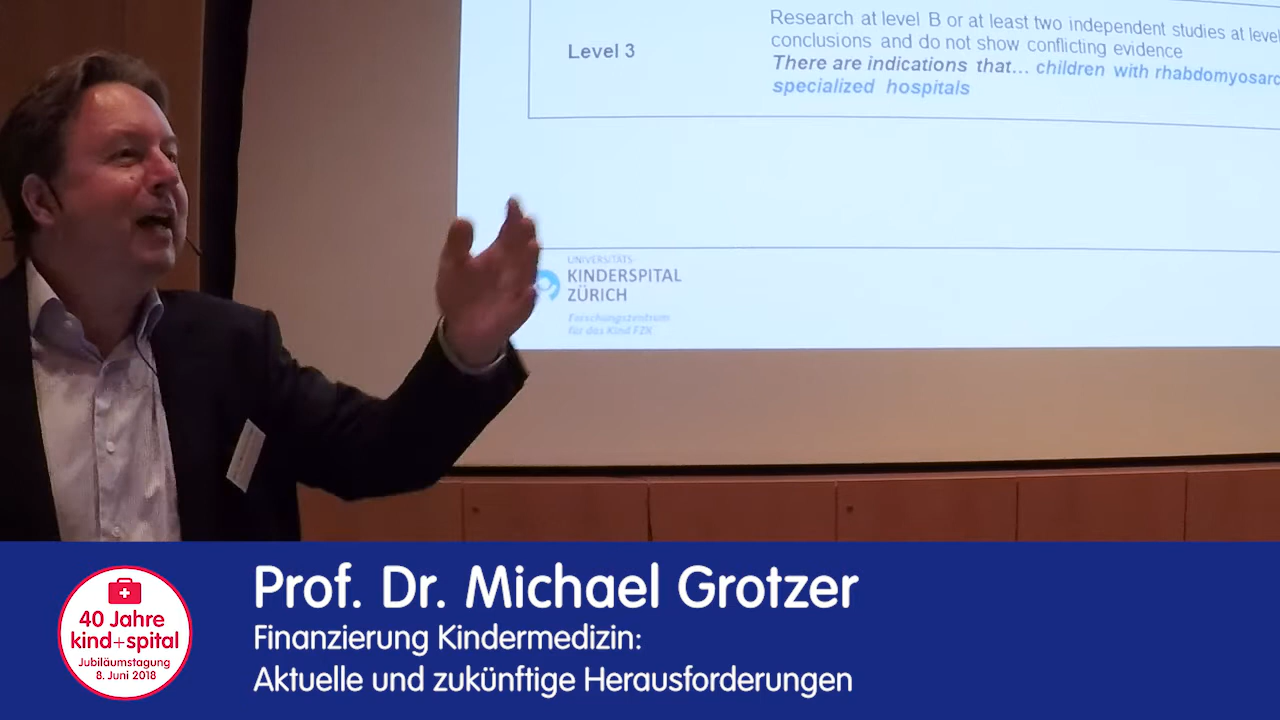 Research at level B or at least two independent studies at level
Level 3
conclusions and do not show conflicting evidence
There are indications that... children with rhabdomyosarc
specialized hospitals
UNIVERSITÄTS-
KINDERSPITAL
ZÜRICH
Forschungszentrum
für das Kind FZK
40 Jahre
kind+spital
Jubiläumstagung
8. Juni 2018
Prof. Dr. Michael Grotzer
Finanzierung Kindermedizin:
Aktuelle und zukünftige Herausforderungen